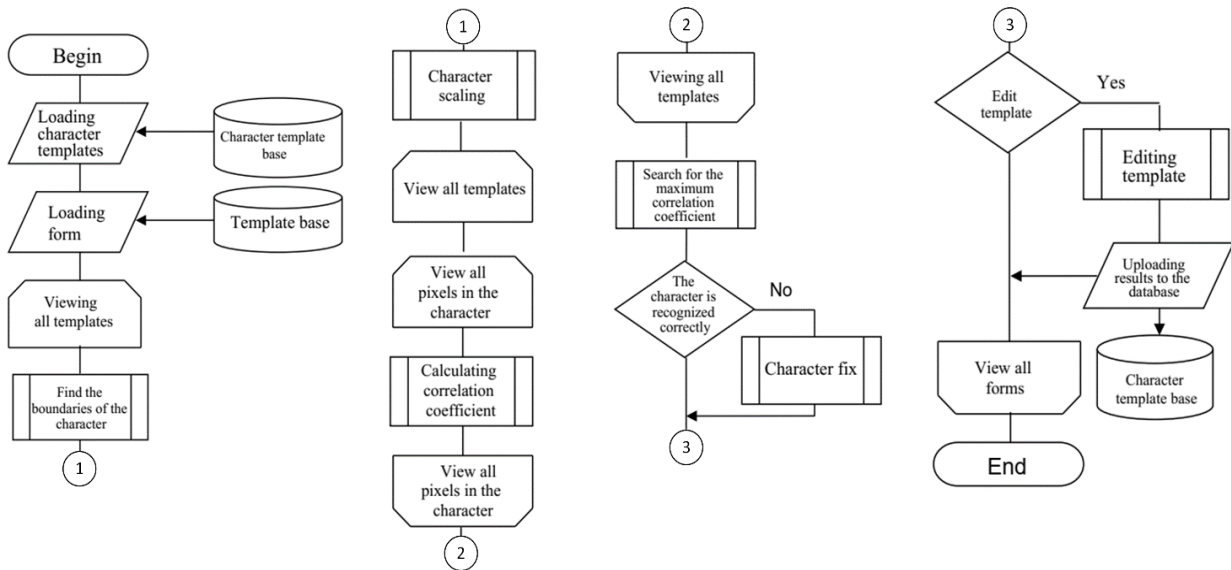 Begin
Loading
character
templates
Character template
base
Loading
form
Template base
Viewing
all templates
Find the
boundaries of the
character
1
1
Character
scaling
View all templates
View all
pixels in the
character
Calculating
correlation
coefficient
View all
pixels in the
character
2
2
Viewing all
templates
Search for the
maximum
correlation
coefficient
The
character is
recognized
correctly
No
Character fix
3
3
Edit
template
Yes
Editing
template
Uploading
results to the
database
View all
forms
Character
template base
End